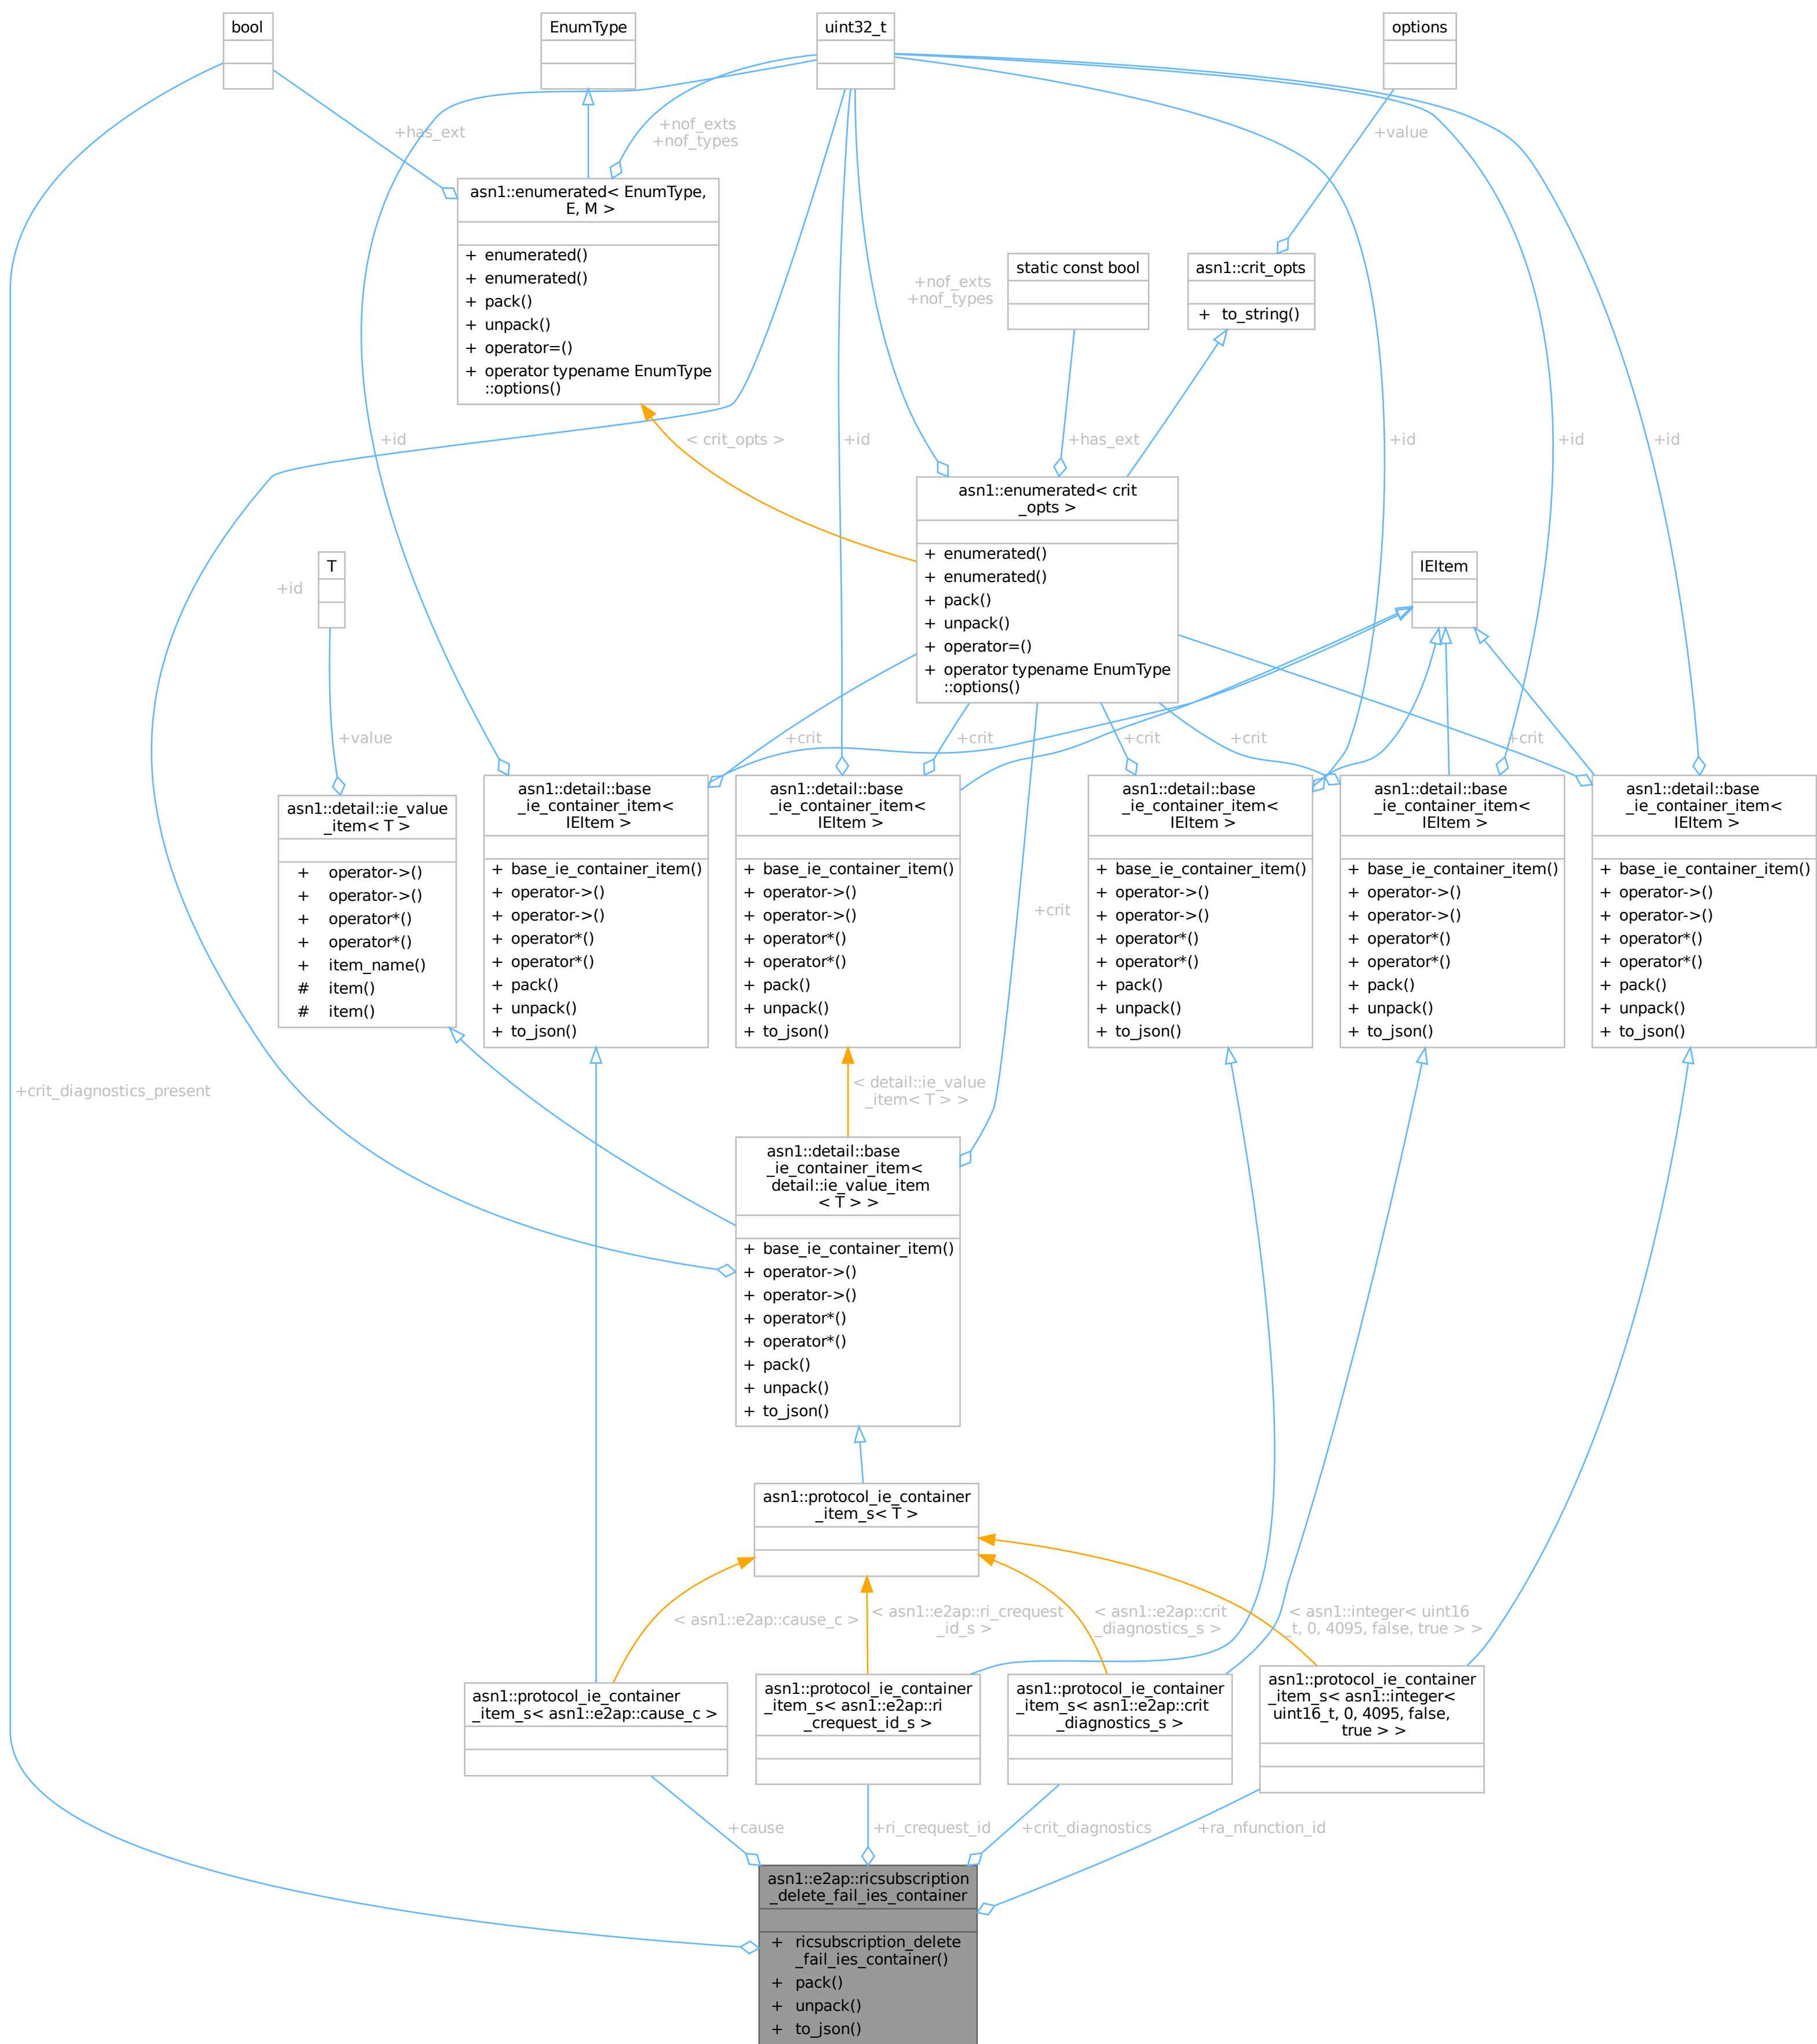 bool
EnumType
uint32_t
options
+has_ext
+nof_exts
+nof_types
+value
asn1::enumerated< EnumType,
E, M >
+ enumerated()
+ enumerated()
+ pack()
+ unpack()
+ operator=()
+ operator typename EnumType
::options()
+nof_exts
+nof_types
static const bool
asn1::crit_opts
+ to_string()
+id
< crit_opts >
+id
+has_ext
+id
+id
+id
asn1::enumerated< crit
_opts >
+ enumerated()
+ enumerated()
+ pack()
+ unpack()
+ operator=()
+ operator typename EnumType
::options()
+id
T
IEItem
+value
+crit
+crit
+crit
+crit
+crit
asn1::detail::ie_value
_item< T >
+ operator->()
+ operator->()
+ operator*()
+ operator*()
+ item_name()
# item()
# item()
asn1::detail::base
_ie_container_item<
IEItem >
+ base_ie_container_item()
+ operator->()
+ operator->()
+ operator*()
+ operator*()
+ pack()
+ unpack()
+ to_json()
asn1::detail::base
_ie_container_item<
IEItem >
+ base_ie_container_item()
+ operator->()
+ operator->()
+ operator*()
+ operator*()
+ pack()
+ unpack()
+ to_json()
+crit
asn1::detail::base
_ie_container_item<
IEItem >
+ base_ie_container_item()
+ operator->()
+ operator->()
+ operator*()
+ operator*()
+ pack()
+ unpack()
+ to_json()
asn1::detail::base
_ie_container_item<
IEItem >
+ base_ie_container_item()
+ operator->()
+ operator->()
+ operator*()
+ operator*()
+ pack()
+ unpack()
+ to_json()
asn1::detail::base
_ie_container_item<
IEItem >
+ base_ie_container_item()
+ operator->()
+ operator->()
+ operator*()
+ operator*()
+ pack()
+ unpack()
+ to_json()
+crit_diagnostics_present
< detail::ie_value
_item< T > >
asn1::detail::base
_ie_container_item<
detail::ie_value_item
< T > >
+ base_ie_container_item()
+ operator->()
+ operator->()
+ operator*()
+ operator*()
+ pack()
+ unpack()
+ to_json()
asn1::protocol_ie_container
_item_s< T >
< asn1::e2ap::cause_c >
< asn1::e2ap::ri_crequest
_id_s >
< asn1::e2ap::crit
_diagnostics_s >
< asn1::integer< uint16
_t, 0, 4095, false, true > >
asn1::protocol_ie_container
_item_s< asn1::e2ap::cause_c >
asn1::protocol_ie_container
_item_s< asn1::e2ap::ri
_crequest_id_s >
asn1::protocol_ie_container
_item_s< asn1::e2ap::crit
_diagnostics_s >
asn1::protocol_ie_container
_item_s< asn1::integer<
uint16_t, 0, 4095, false,
true > >
+cause
+ri_crequest_id
+crit_diagnostics
+ra_nfunction_id
asn1::e2ap::ricsubscription
_delete_fail_ies_container
+ ricsubscription_delete
_fail_ies_container()
+ pack()
+ unpack()
+ to_json()